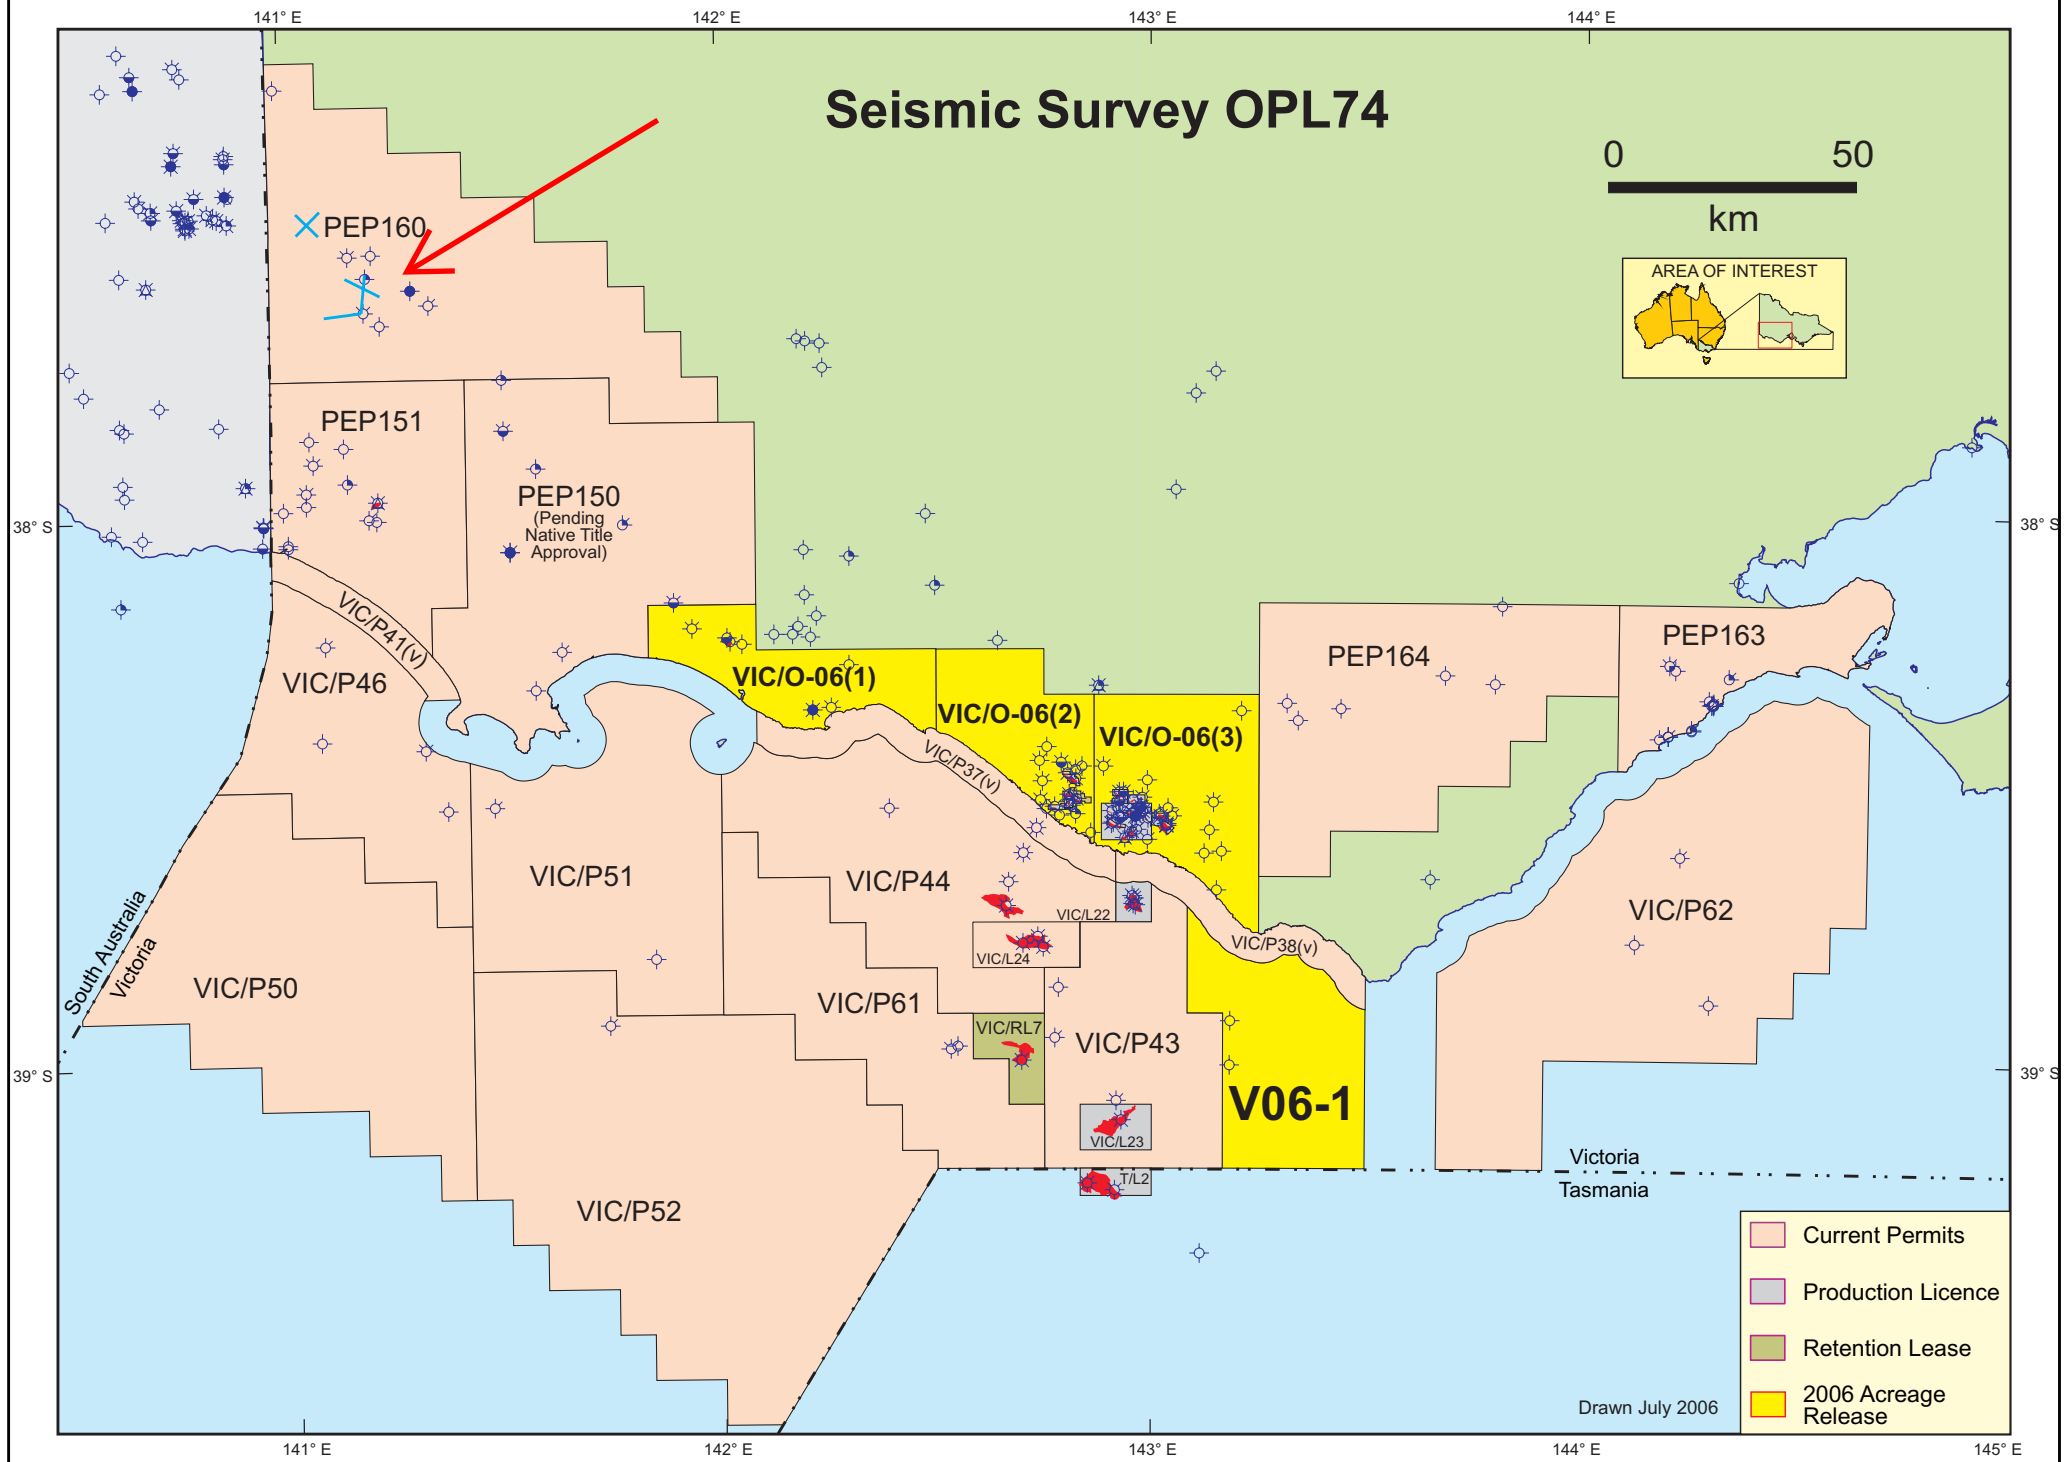 141° E
142° E
143° E
144° E
Seismic Survey OPL74
0
50
km
PEP160
AREA OF INTEREST
PEP151
PEP150
(Pending
Native Title
Approval)
38° S
38° S
VIC/P41(v)
PEP163
PEP164
VIC/P46
VIC/O-06(1)
VIC/O-06(2)
VIC/O-06(3)
VIC/P37(v)
VIC/P51
VIC/P44
VIC/L22
VIC/P62
South Australia
Victoria
VIC/P38(v)
VIC/L24
VIC/P50
VIC/P61
VIC/RL7
VIC/P43
39° S
39° S
V06-1
VIC/L23
Victoria
T/L2
Tasmania
VIC/P52
Current Permits
Production Licence
Retention Lease
2006 Acreage
Release
Drawn July 2006
141° E
142° E
143° E
144° E
145° E